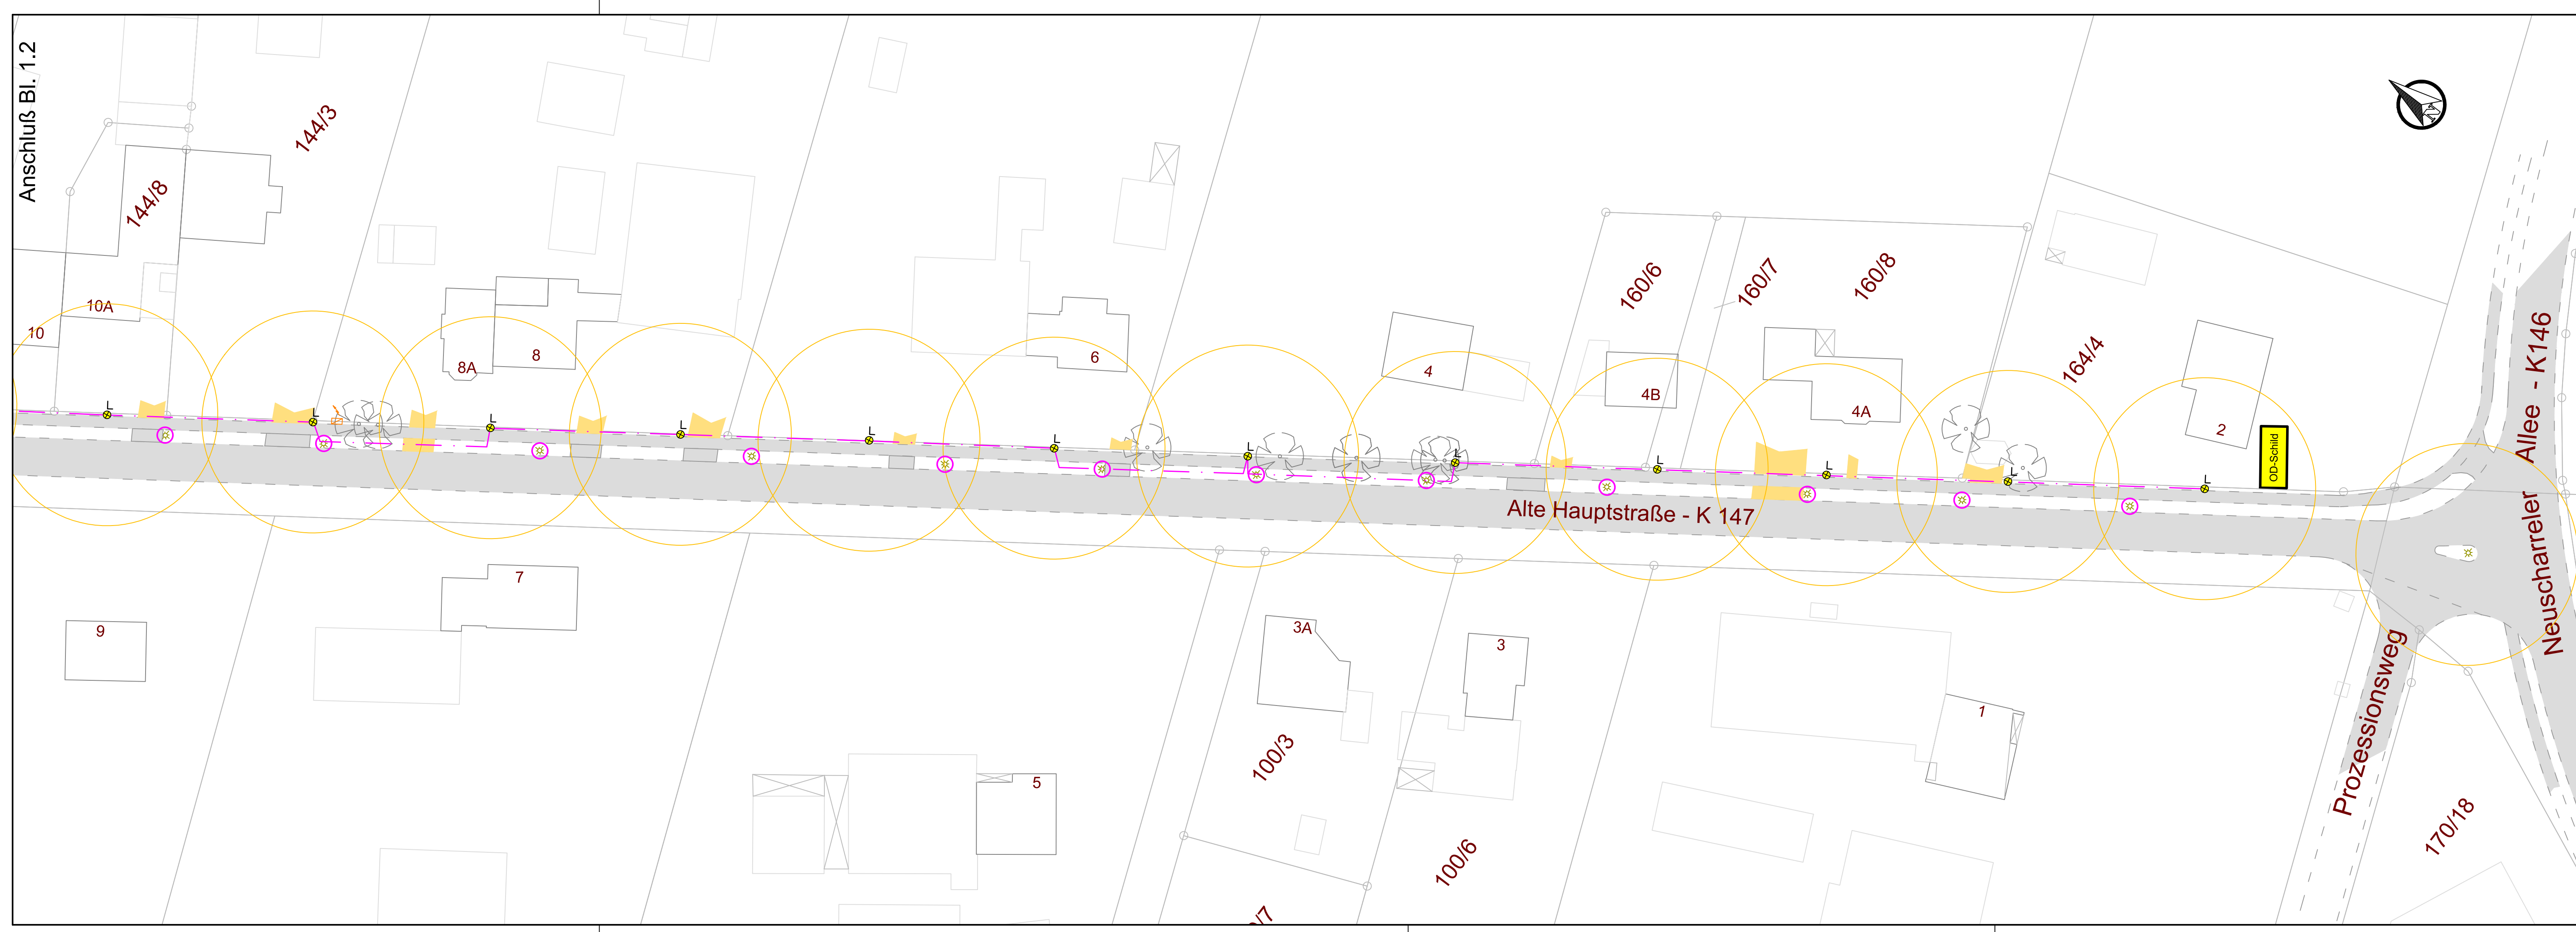 Anschluß Bl. 1.2
144/3
144/8
10A
10
8A
8
6
4
160/6
160/7
160/8
164/4
4B
4A
2
OD-Schild
L
L
L
L
L
L
L
L
L
L
L
L
Alte Hauptstraße - K 147
Neuscharreler Allee - K146
Prozessionsweg
9
7
5
3A
3
1
100/3
100/6
170/18